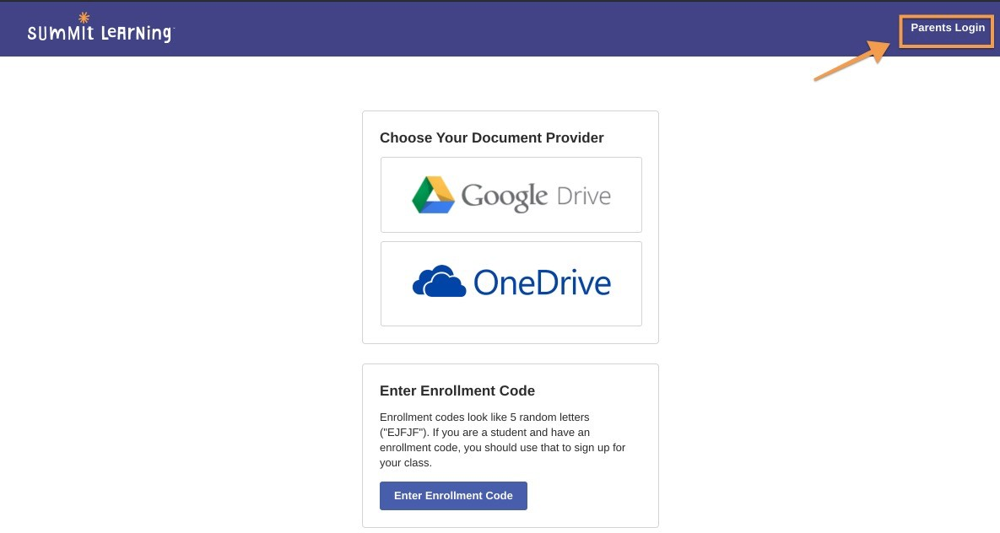 SUMMIT LEARNING
Parents Login
Choose Your Document Provider
Google Drive
OneDrive
Enter Enrollment Code
Enrollment codes look like 5 random letters
("EJFJF"). If you are a student and have an
enrollment code, you should use that to sign up for
your class.
Enter Enrollment Code